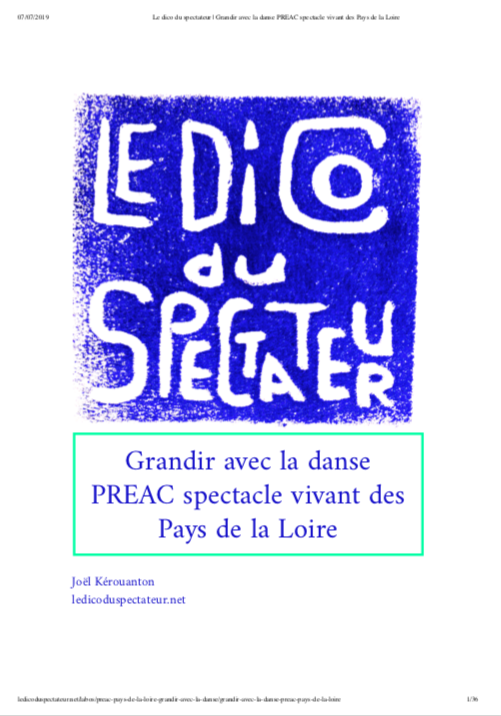 07/07/2019 Le dico du spectateur | Grandir avec la danse PREAC spectacle vivant des Pays de la Loire
LE DiCO
du
SPECTATEUR
Grandir avec la danse
PREAC spectacle vivant des
Pays de la Loire
Joël Kérouanton
ledicoduspectateur.net
ledicoduspectateur.net/labos/preac-pays-de-la-loire-grandir-avec-la-danse/grandir-avec-la-danse-preac-pays-de-la-loire 1/36